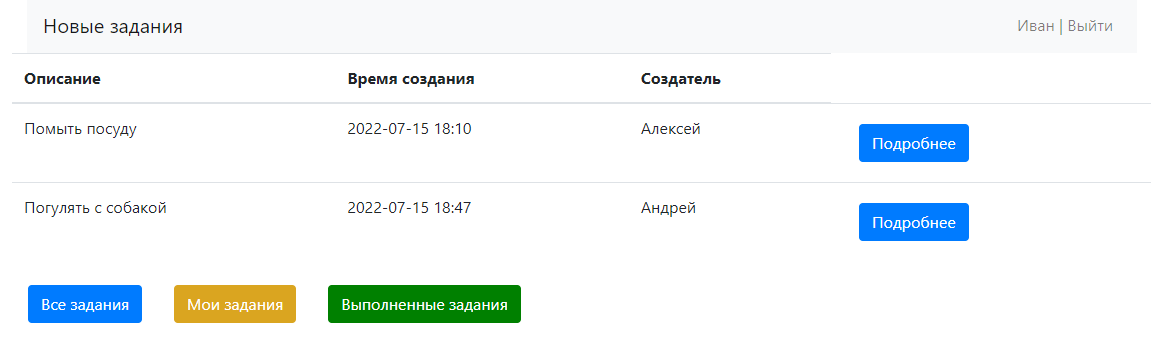 Новые задания Иван | Выйти
Описание Время создания Создатель
Помыть посуду 2022-07-15 18:10 Алексей Подробнее
Погулять с собакой 2022-07-15 18:47 Андрей Подробнее
Все задания Мои задания Выполненные задания